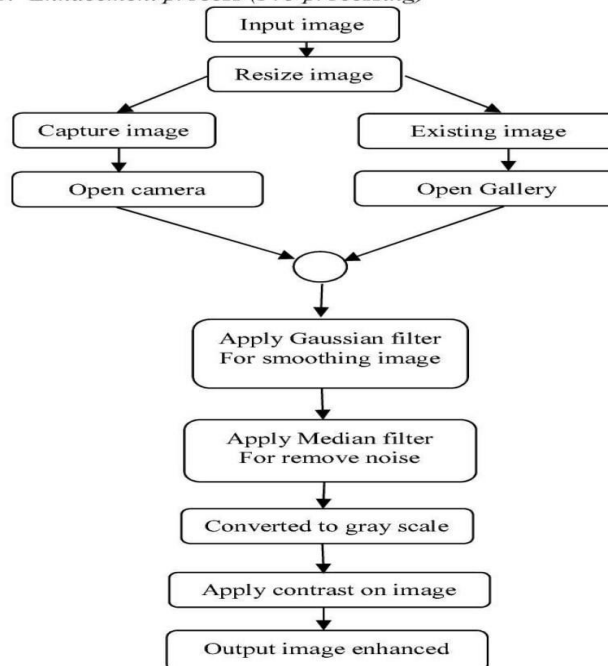 Input image
Resize image
Capture image
Existing image
Open camera
Open Gallery
Apply Gaussian filter
For smoothing image
Apply Median filter
For remove noise
Converted to gray scale
Apply contrast on image
Output image enhanced